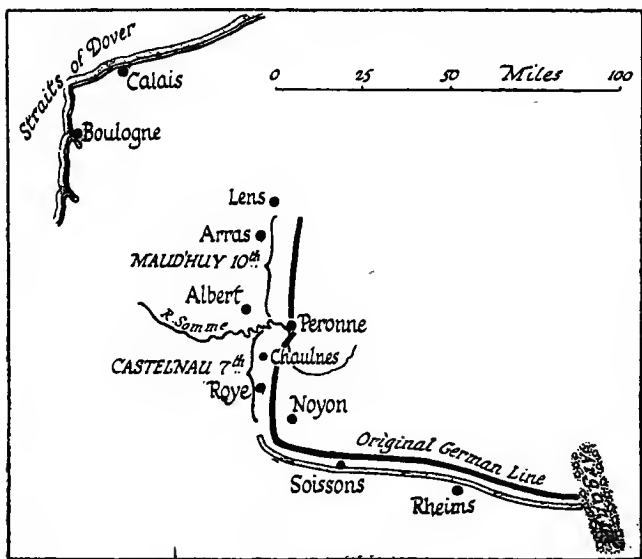 Straits of Dover
Calais
0 25 50 Miles 100
Boulogne
Lens
Arras
MAUD'HUY 10th
Albert
R. Somme
Peronne
Chaulnes
CASTELNAU 7th
Roye
Noyon
Original German Line
Soissons
Rheims